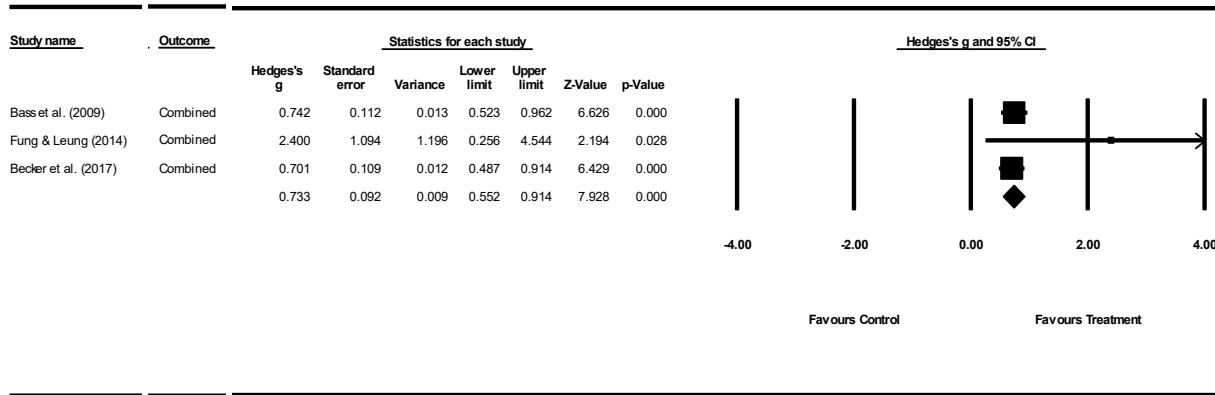 Study name Outcome Statistics for each study Hedges's g and 95% CI
Hedges's g Standard error Variance Lower limit Upper limit Z-Value p-Value
Bass et al. (2009) Combined 0.742 0.112 0.013 0.523 0.962 6.626 0.000
Fung & Leung (2014) Combined 2.400 1.094 1.196 0.256 4.544 2.194 0.028
Becker et al. (2017) Combined 0.701 0.109 0.012 0.487 0.914 6.429 0.000
0.733 0.092 0.009 0.552 0.914 7.928 0.000
-4.00 -2.00 0.00 2.00 4.00
Favours Control Favours Treatment